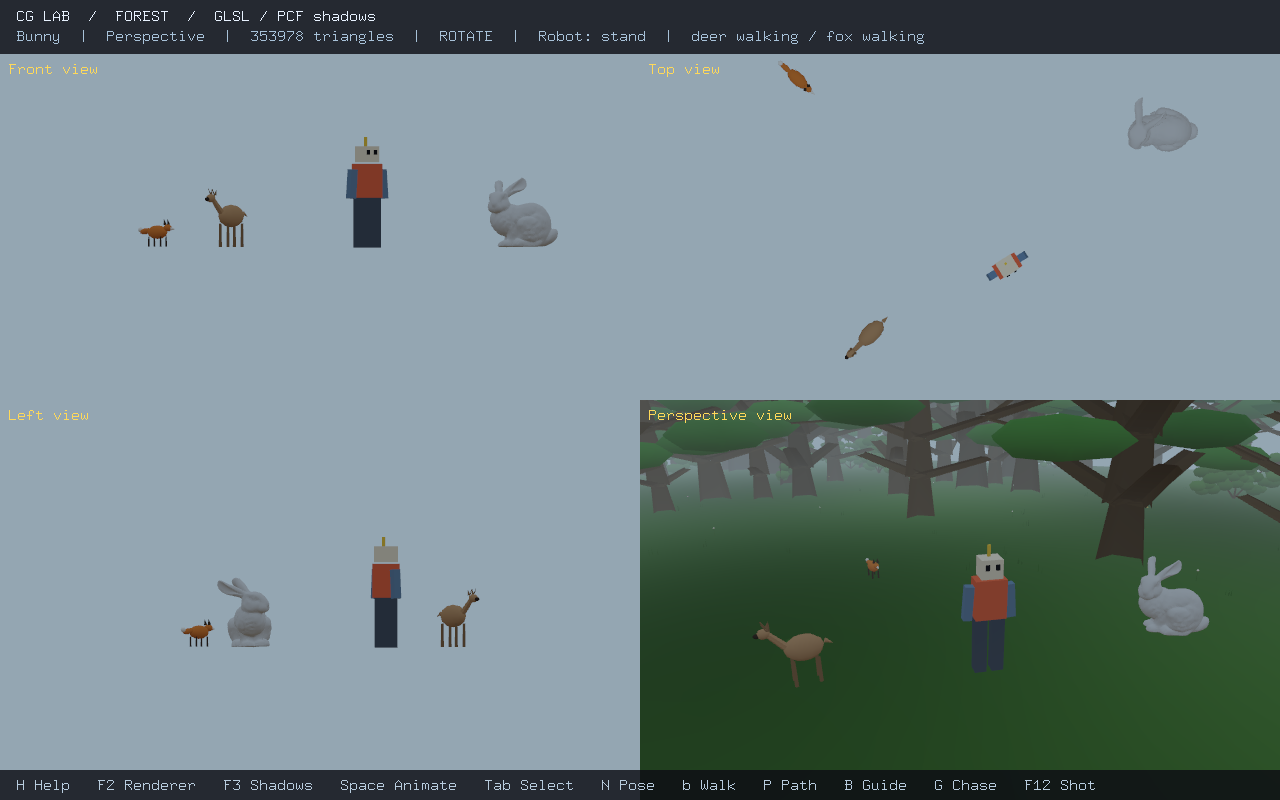 CG LAB / FOREST / GLSL / PCF shadows
Bunny | Perspective | 353978 triangles | ROTATE | Robot: stand | deer walking / fox walking
Front view
Top view
Left view
Perspective view
H Help F2 Renderer F3 Shadows Space Animate Tab Select N Pose b Walk P Path B Guide G Chase F12 Shot